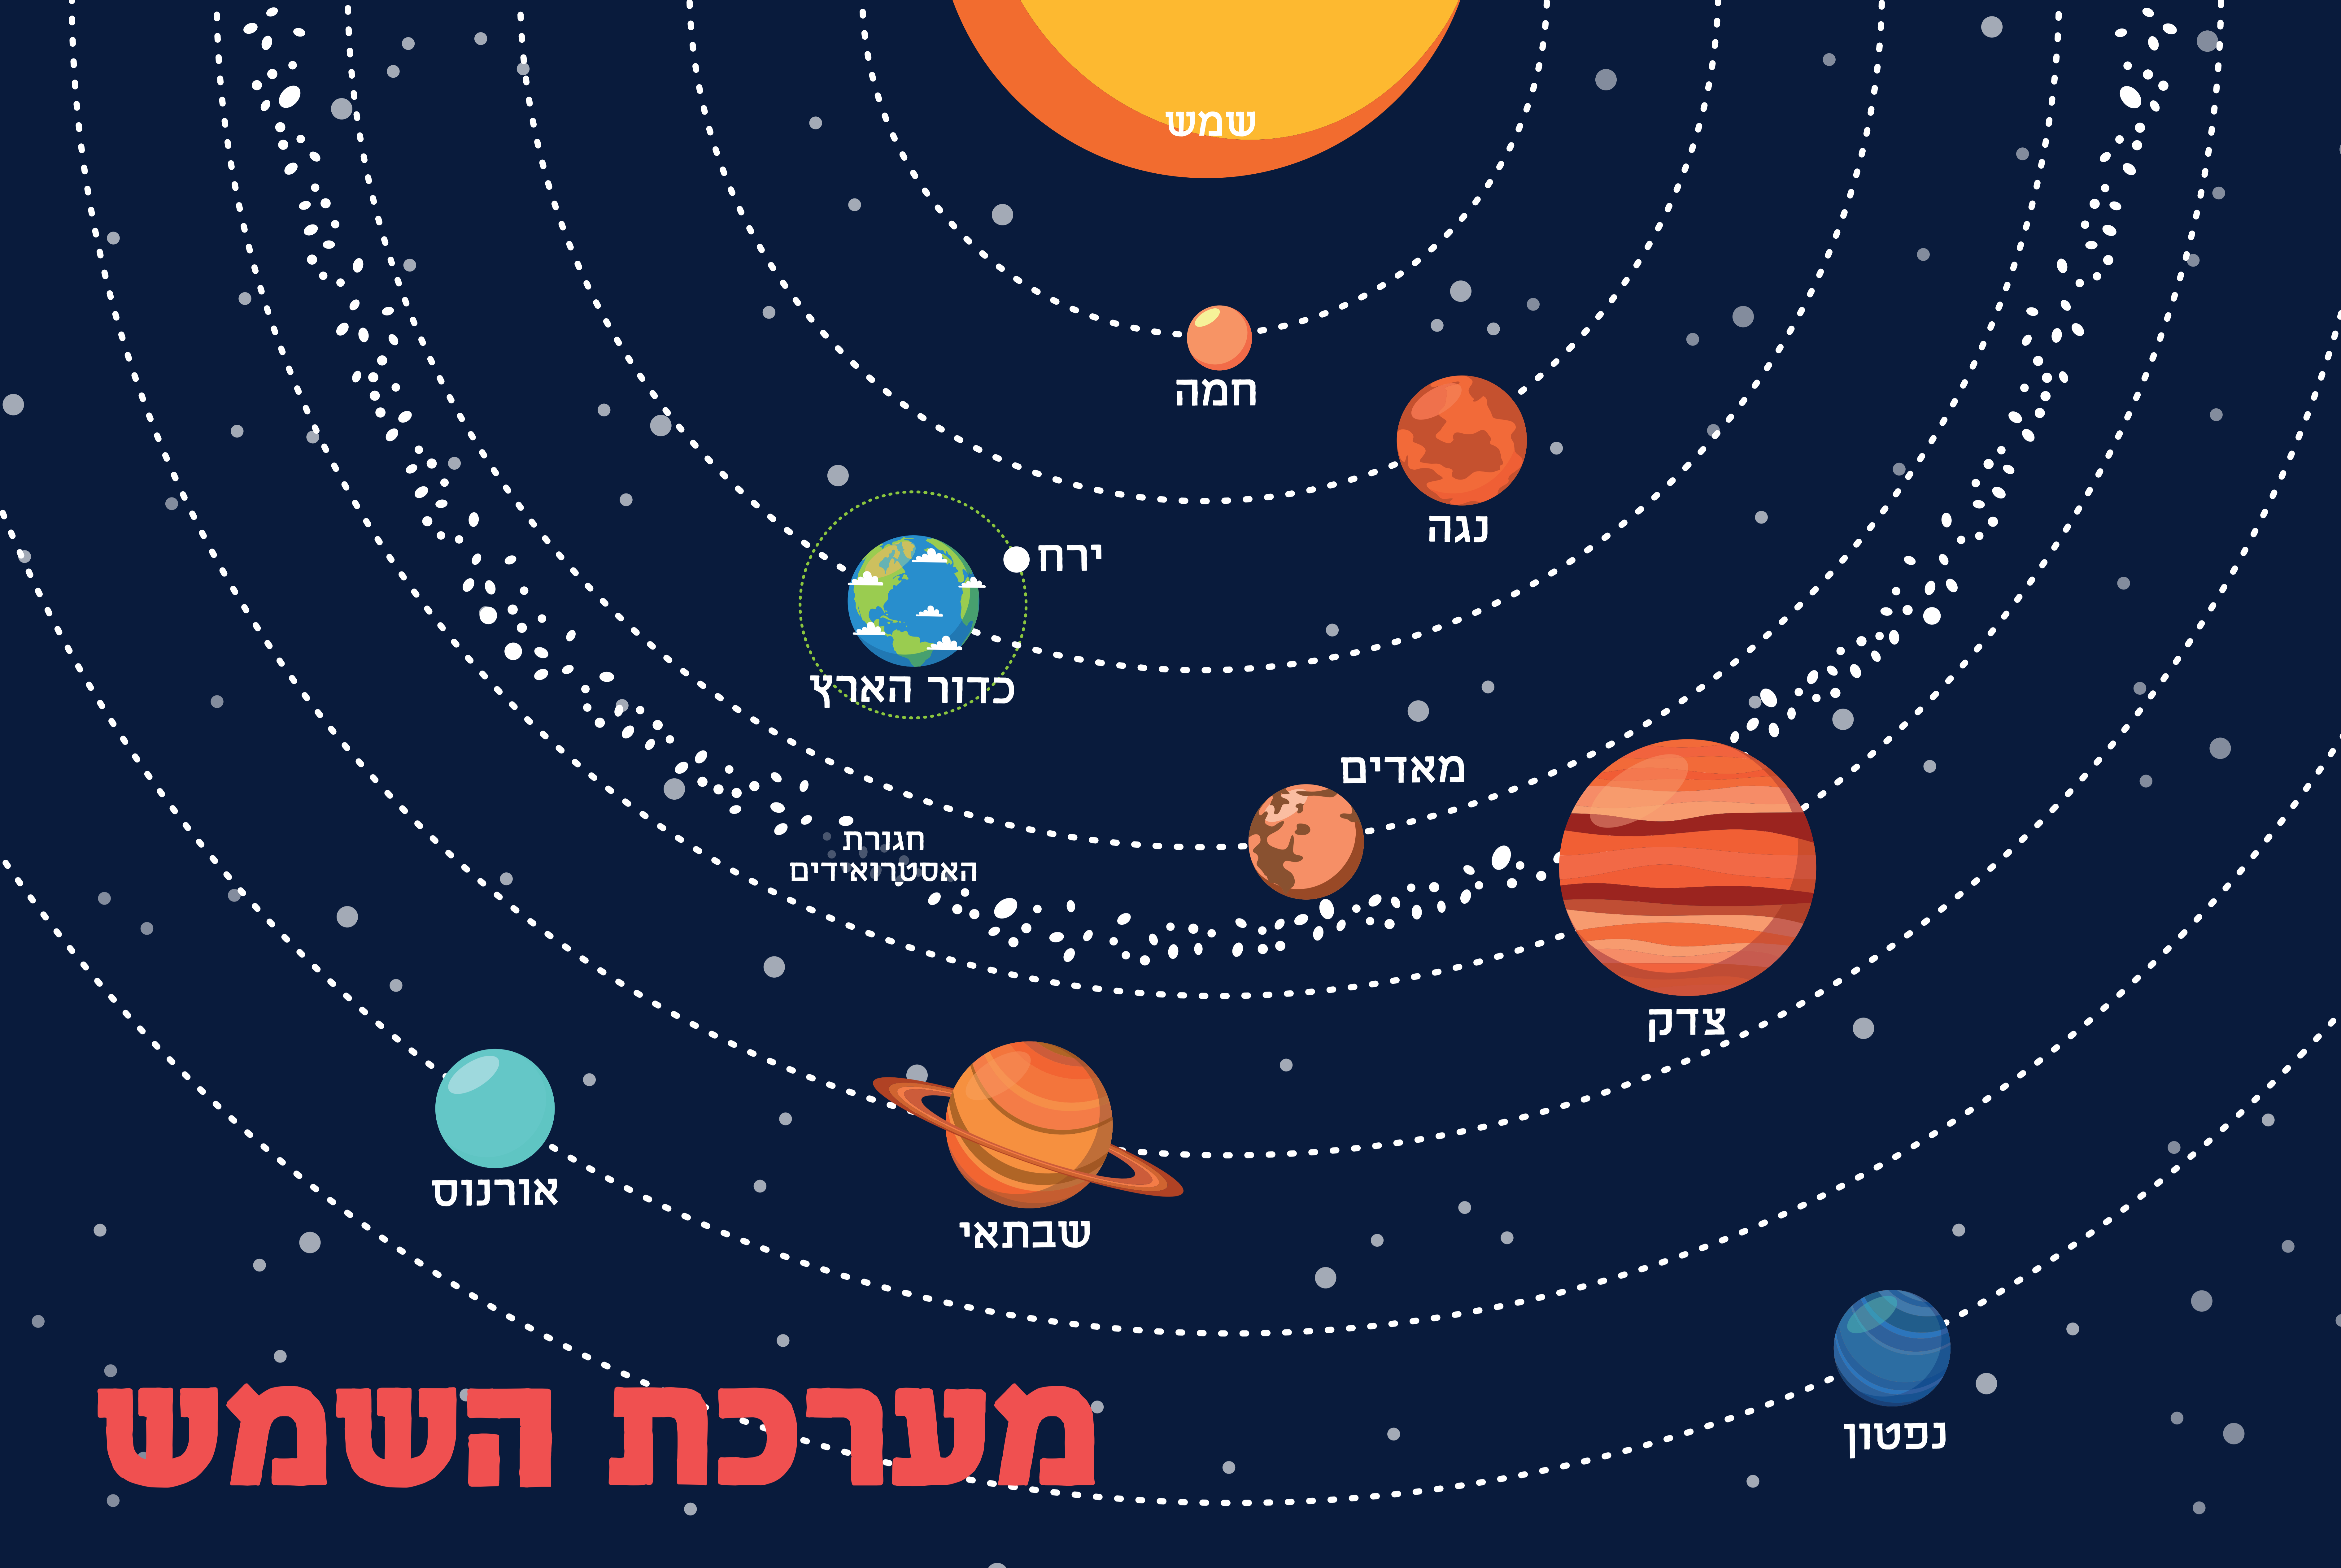 שמש
חמה
נגה
ירח
כדור הארץ
מאדים
חגורת
האסטרואידים
צדק
אורנוס
שבתאי
נפטון
מערכת השמש